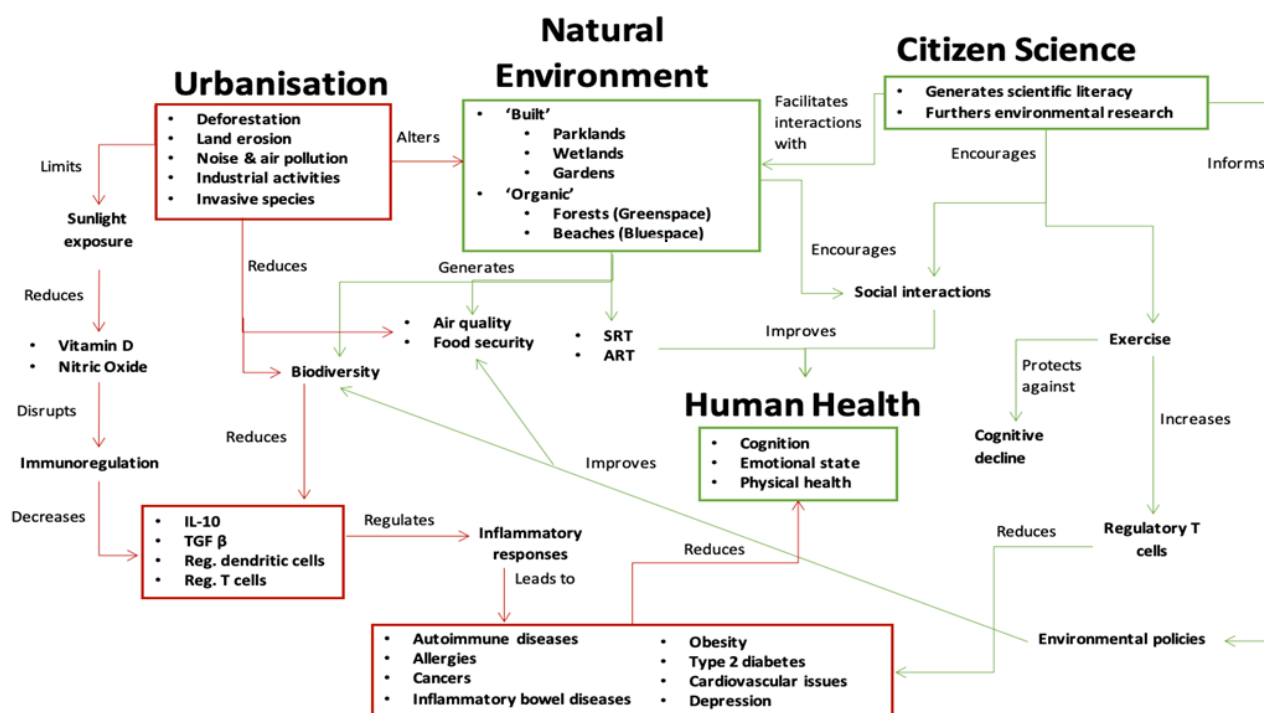 Urbanisation
• Deforestation
• Land erosion
• Noise & air pollution
• Industrial activities
• Invasive species
Natural
Environment
• ‘Built’
• Parklands
• Wetlands
• Gardens
• ‘Organic’
• Forests (Greenspace)
• Beaches (Bluespace)
Citizen Science
• Generates scientific literacy
• Furthers environmental research
Alters
Facilitates
interactions
with
Encourages
Informs
Limits
Sunlight
exposure
Reduces
Generates
Encourages
Social interactions
Reduces
• Vitamin D
• Nitric Oxide
• Air quality
• Food security
• SRT
• ART
Improves
Exercise
Biodiversity
Protects
against
Disrupts
Reduces
Human Health
• Cognition
• Emotional state
• Physical health
Increases
Cognitive
decline
Immunoregulation
Improves
Decreases
• IL-10
• TGF β
• Reg. dendritic cells
• Reg. T cells
Regulates
Inflammatory
responses
Reduces
Reduces
Regulatory T
cells
Leads to
• Autoimmune diseases
• Allergies
• Cancers
• Inflammatory bowel diseases
• Obesity
• Type 2 diabetes
• Cardiovascular issues
• Depression
Environmental policies